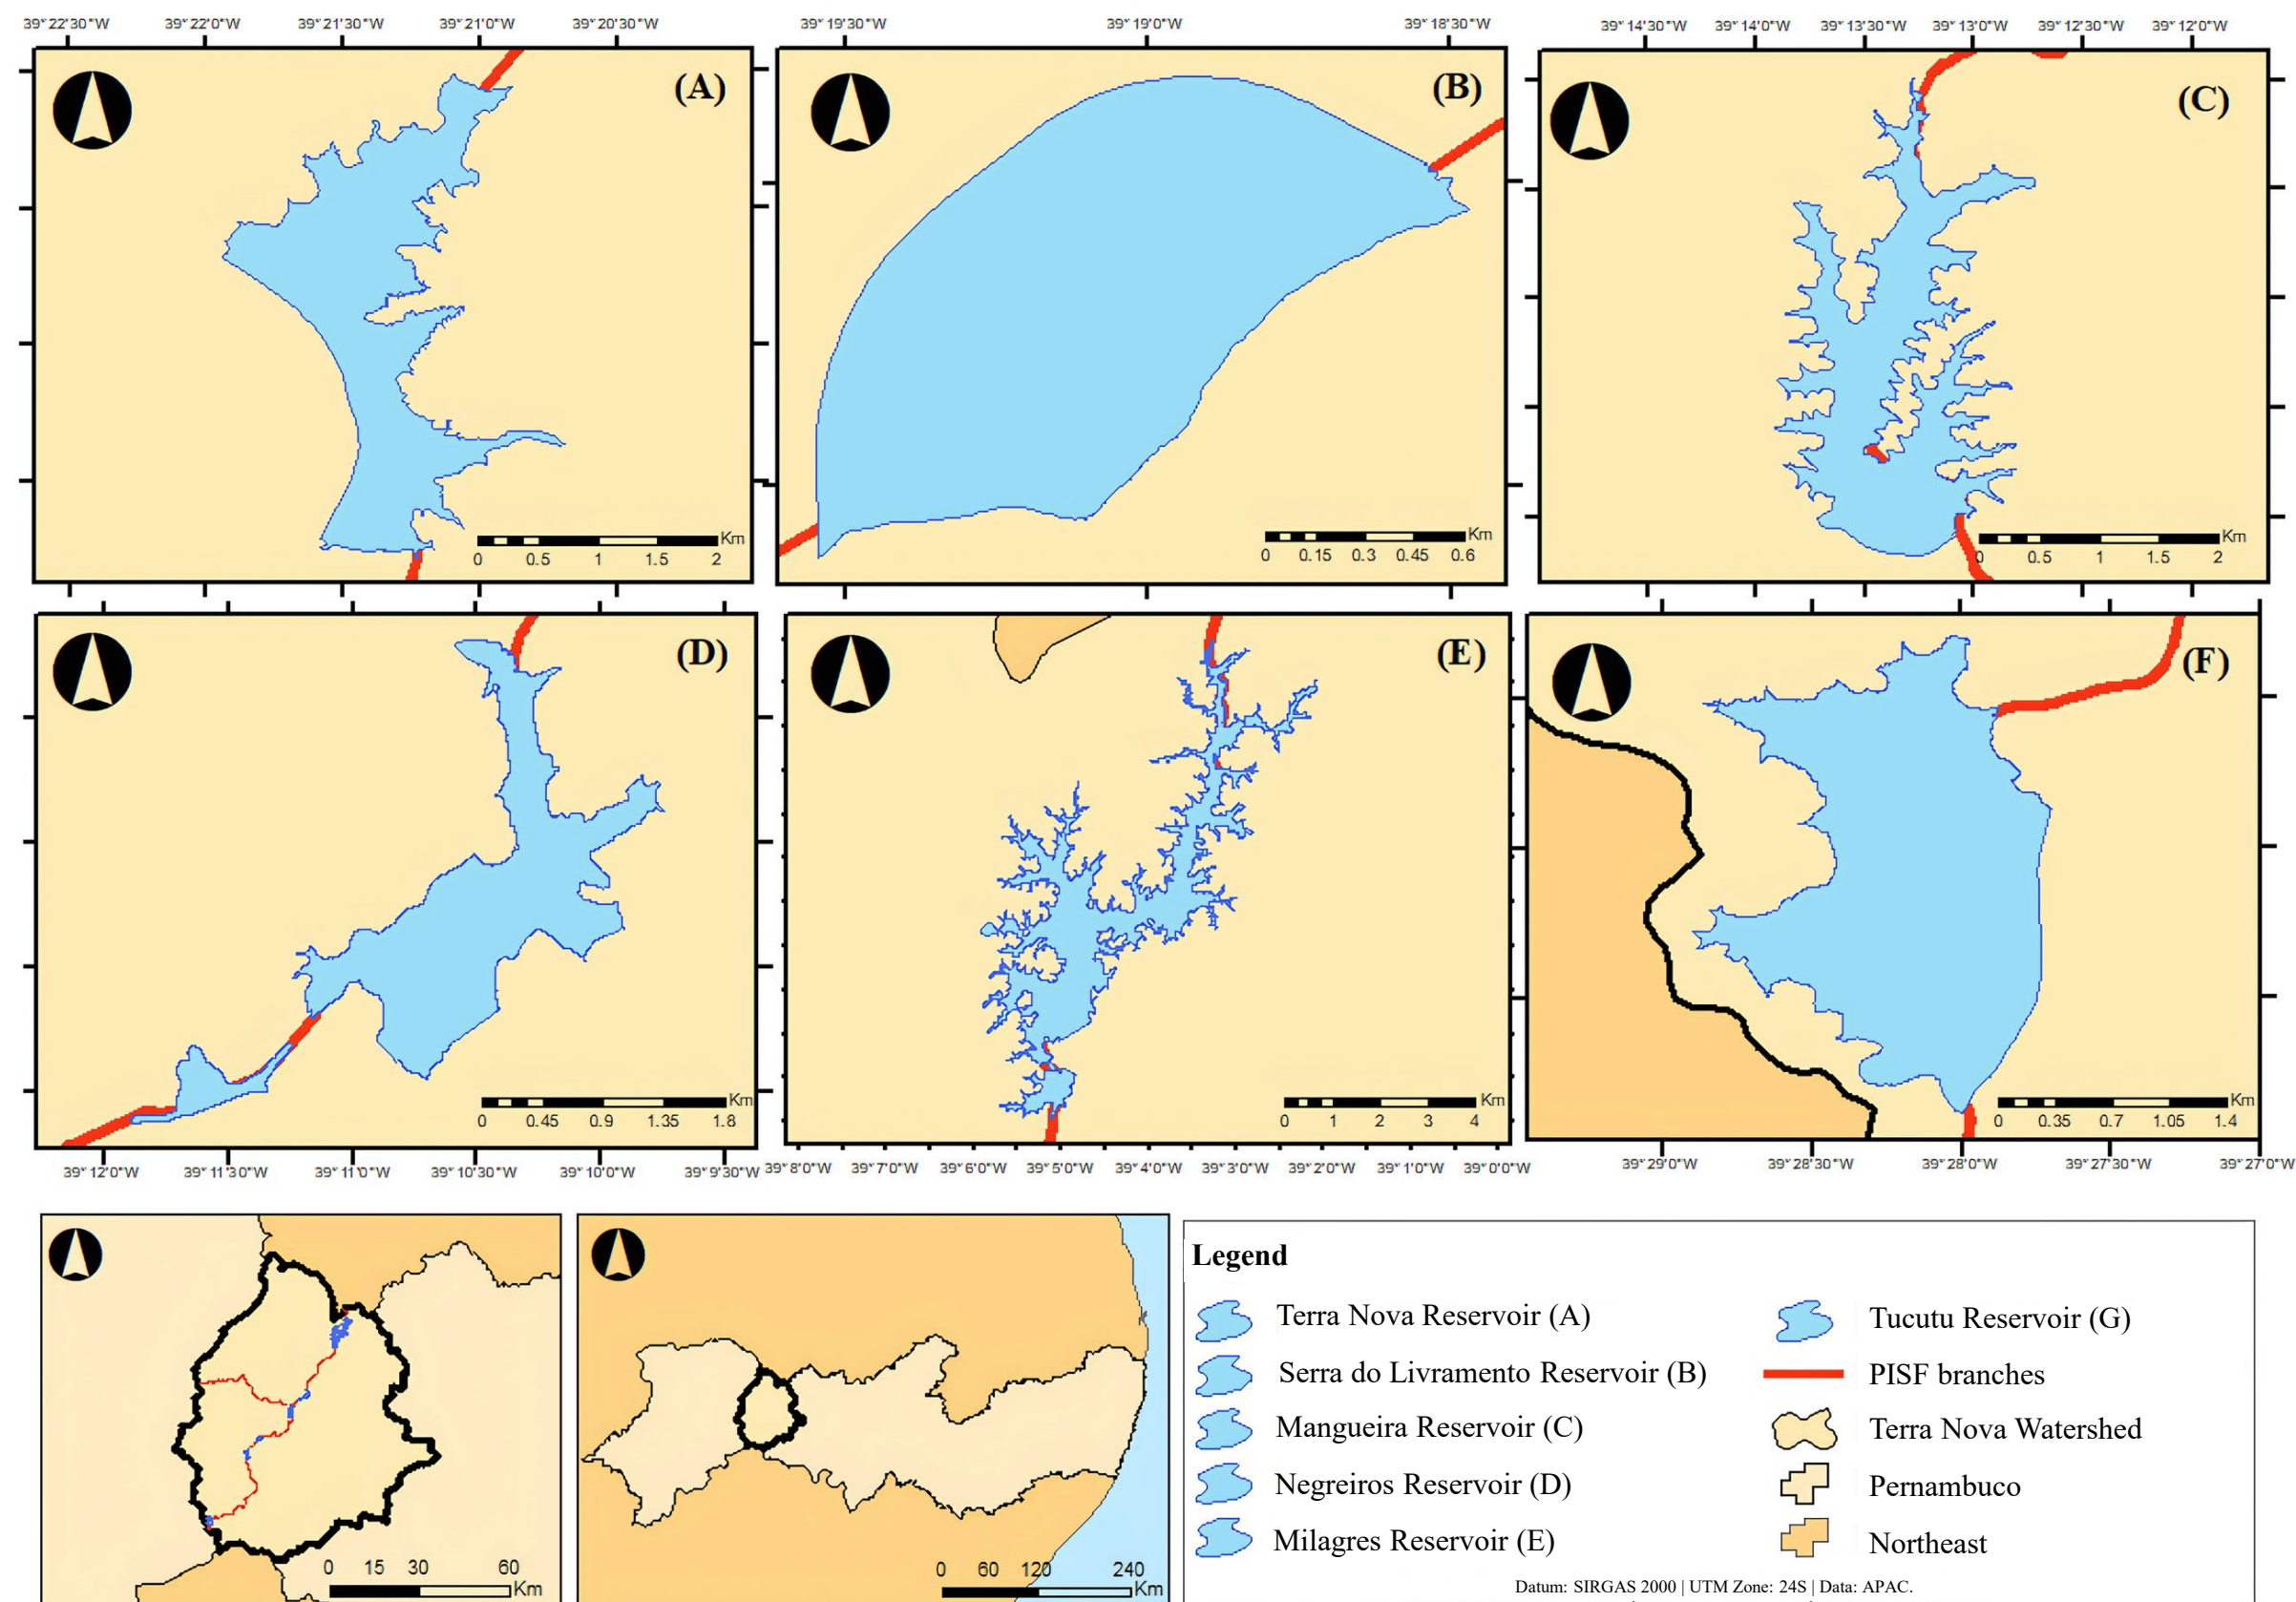 39°22'30"W 39°22'0"W 39°21'30"W 39°21'0"W 39°20'30"W 39°19'30"W 39°19'0"W 39°18'30"W 39°14'30"W 39°14'0"W 39°13'30"W 39°13'0"W 39°12'30"W 39°12'0"W
(A) (B) (C)
Km Km Km
0 0.5 1 1.5 2 0 0.15 0.3 0.45 0.6 0 0.5 1 1.5 2
(D) (E) (F)
Km Km Km
0 0.45 0.9 1.35 1.8 0 1 2 3 4 0 0.35 0.7 1.05 1.4
39°12'0"W 39°11'30"W 39°11'0"W 39°10'30"W 39°10'0"W 39°9'30"W 39°8'0"W 39°7'0"W 39°6'0"W 39°5'0"W 39°4'0"W 39°3'0"W 39°2'0"W 39°1'0"W 39°0'0"W 39°29'0"W 39°28'30"W 39°28'0"W 39°27'30"W 39°27'0"W
0 15 30 60
Km
0 60 120 240
Km
Legend
Terra Nova Reservoir (A)
Serra do Livramento Reservoir (B)
Mangueira Reservoir (C)
Negreiros Reservoir (D)
Milagres Reservoir (E)
Tucutu Reservoir (G)
PISF branches
Terra Nova Watershed
Pernambuco
Northeast
Datum: SIRGAS 2000 | UTM Zone: 24S | Data: APAC.